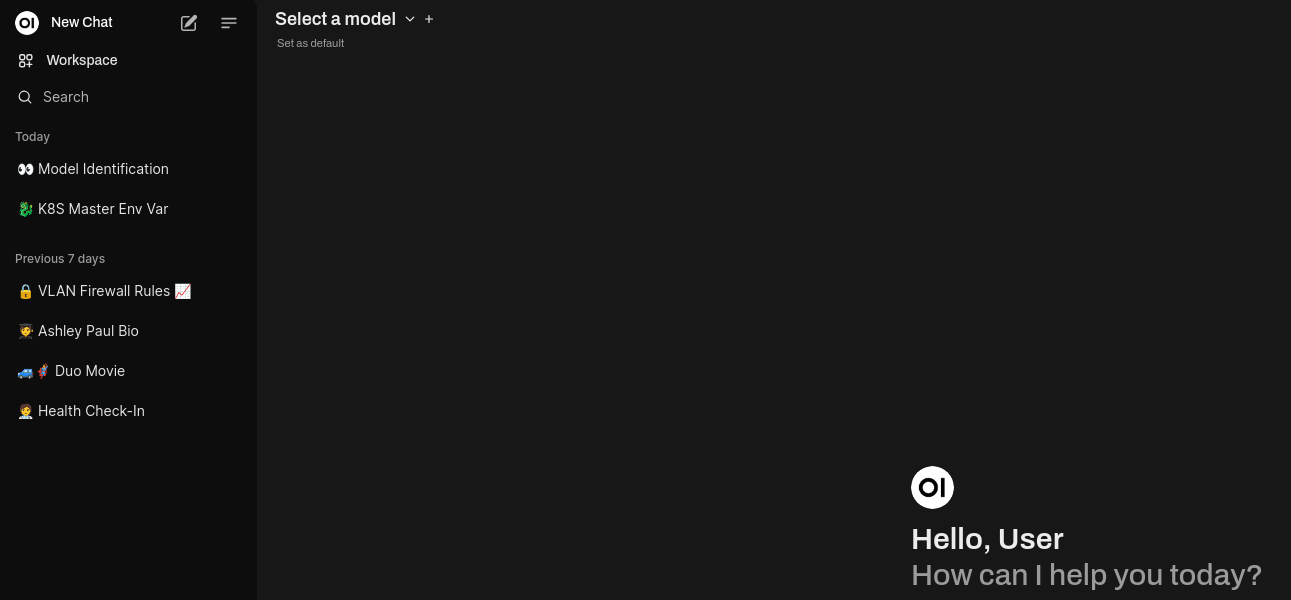 New Chat
Workspace
Search
Today
👀 Model Identification
🐉 K8S Master Env Var
Previous 7 days
🔒 VLAN Firewall Rules 📈
🧑‍🎓 Ashley Paul Bio
🚙🦸 Duo Movie
🧑‍⚕️ Health Check-In
Select a model
Set as default
OI
Hello, User
How can I help you today?